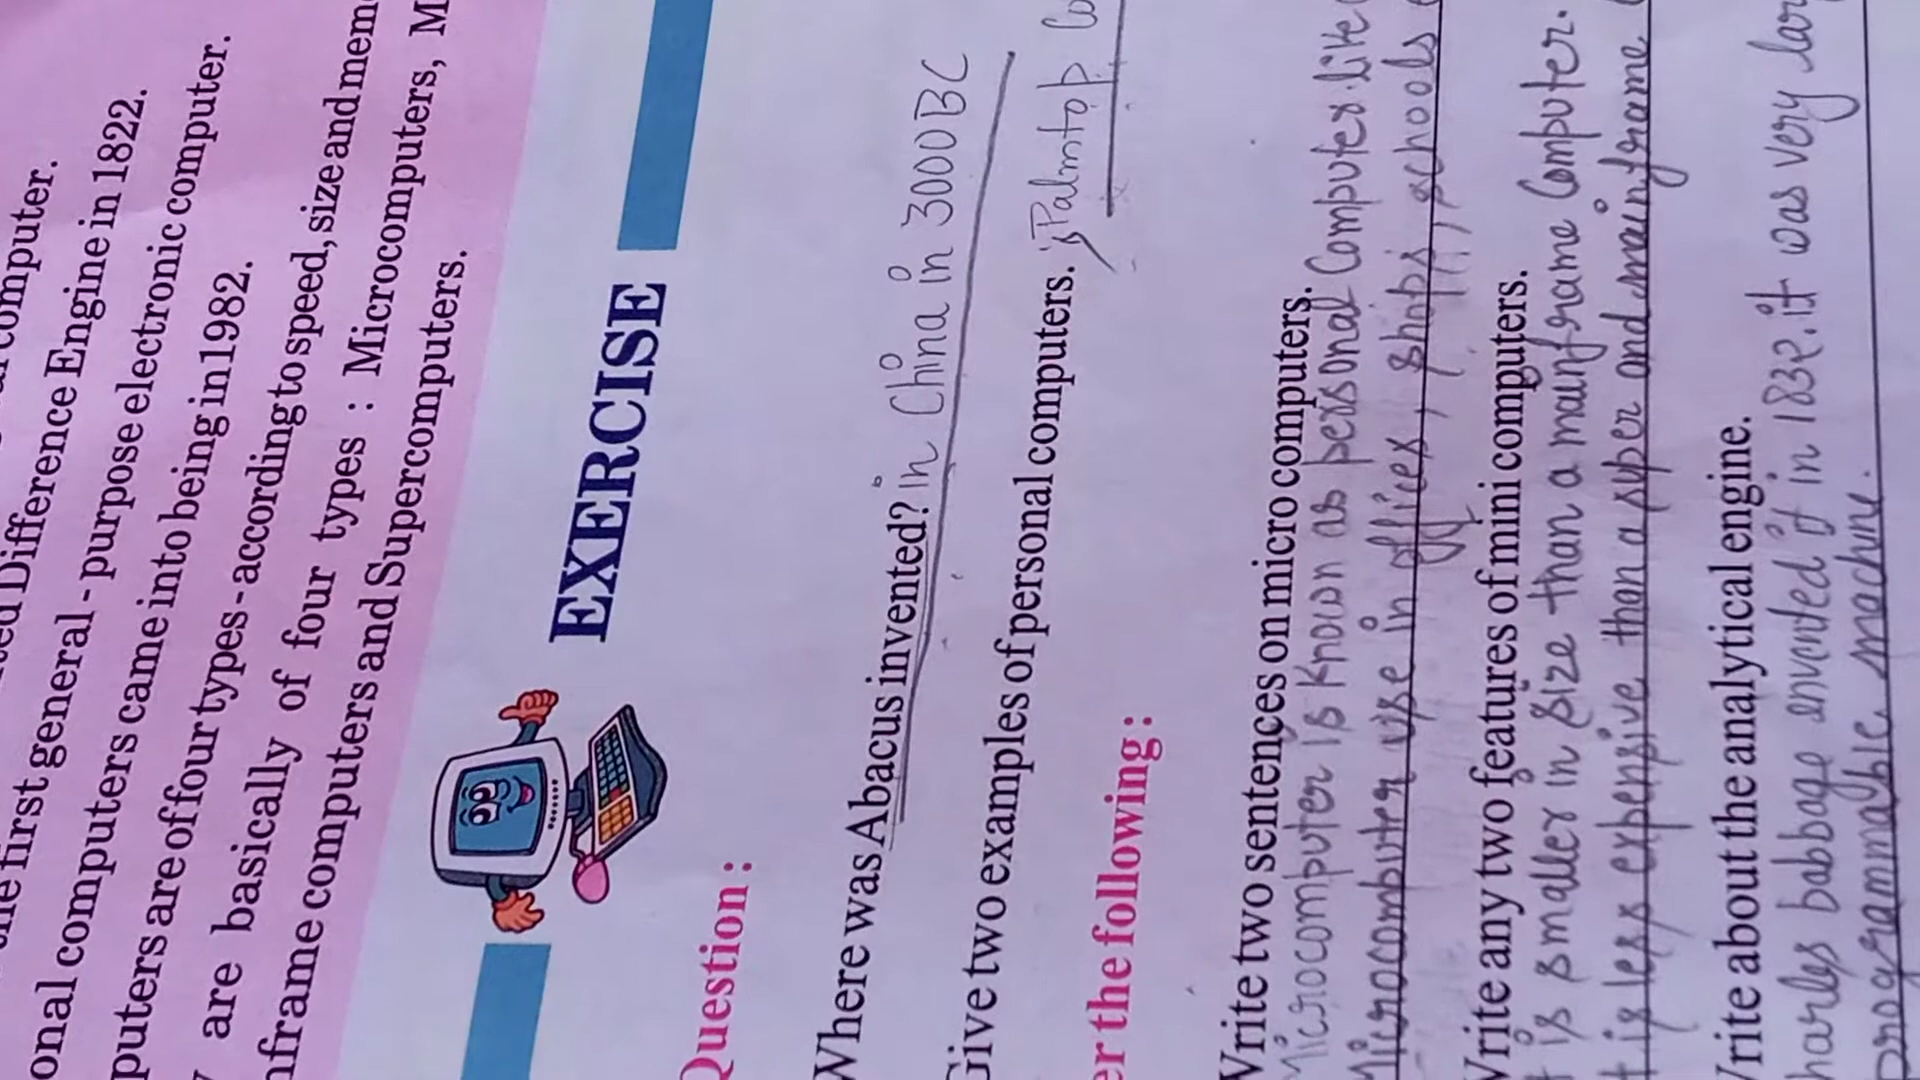 computer.
Difference Engine in 1822.
first general - purpose electronic computer.
onal computers came into being in 1982.
puters are of four types - according to speed, size and mem
are basically of four types : Microcomputers, M
nframe computers and Supercomputers.
EXERCISE
Question :
Where was Abacus invented? in China in 3000BC
Give two examples of personal computers. Palmtop Co
er the following :
Write two sentences on micro computers.
Microcomputer is known as personal Computer like
Microcomputer use in offices, shops, schools
Write any two features of mini computers.
t is smaller in size than a mainframe Computer.
t is less expensive than a super and mainframe
Write about the analytical engine.
harles babbage envented it in 1832. it was very lar
programmable machine.